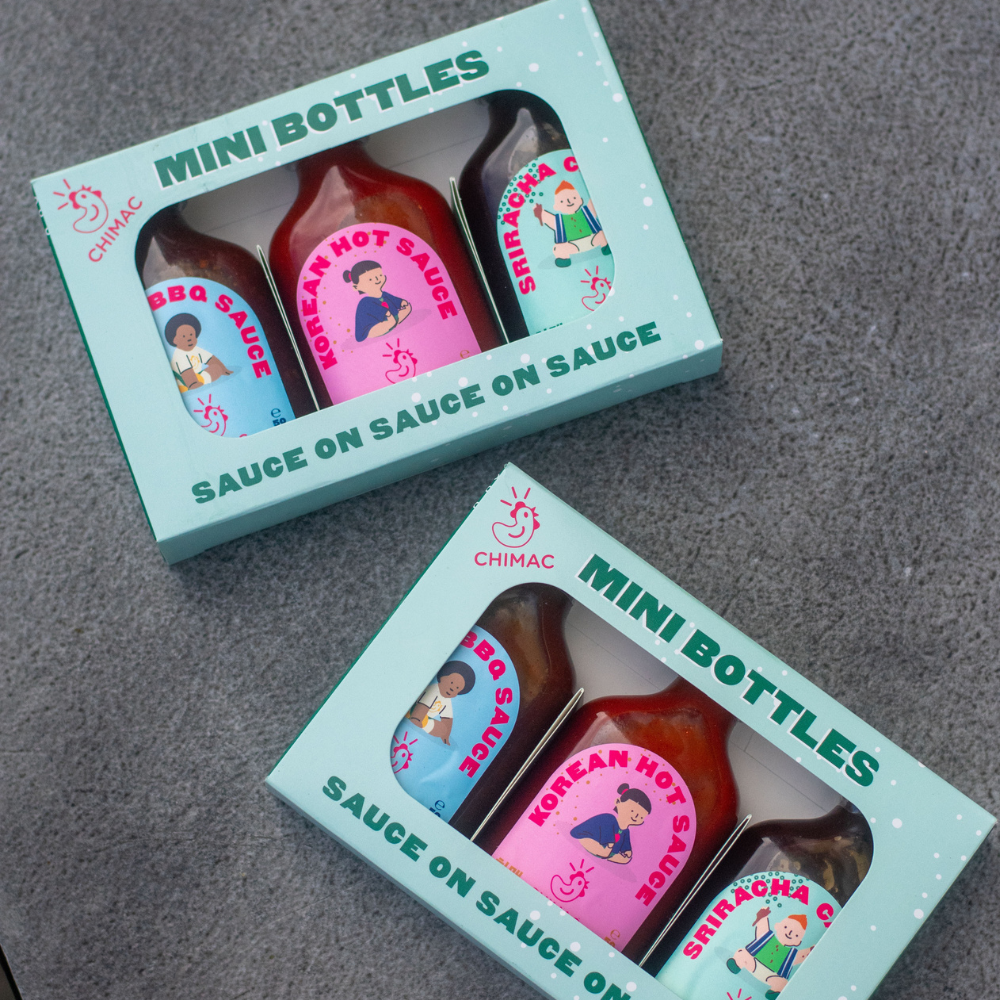 MINI BOTTLES
CHIMAC
BBQ SAUCE
KOREAN HOT SAUCE
SRIRACHA C
e
50
SAUCE ON SAUCE ON SAUCE
CHIMAC
MINI BOTTLES
BBQ SAUCE
KOREAN HOT SAUCE
SRIRACHA
SAUCE ON SAUCE ON